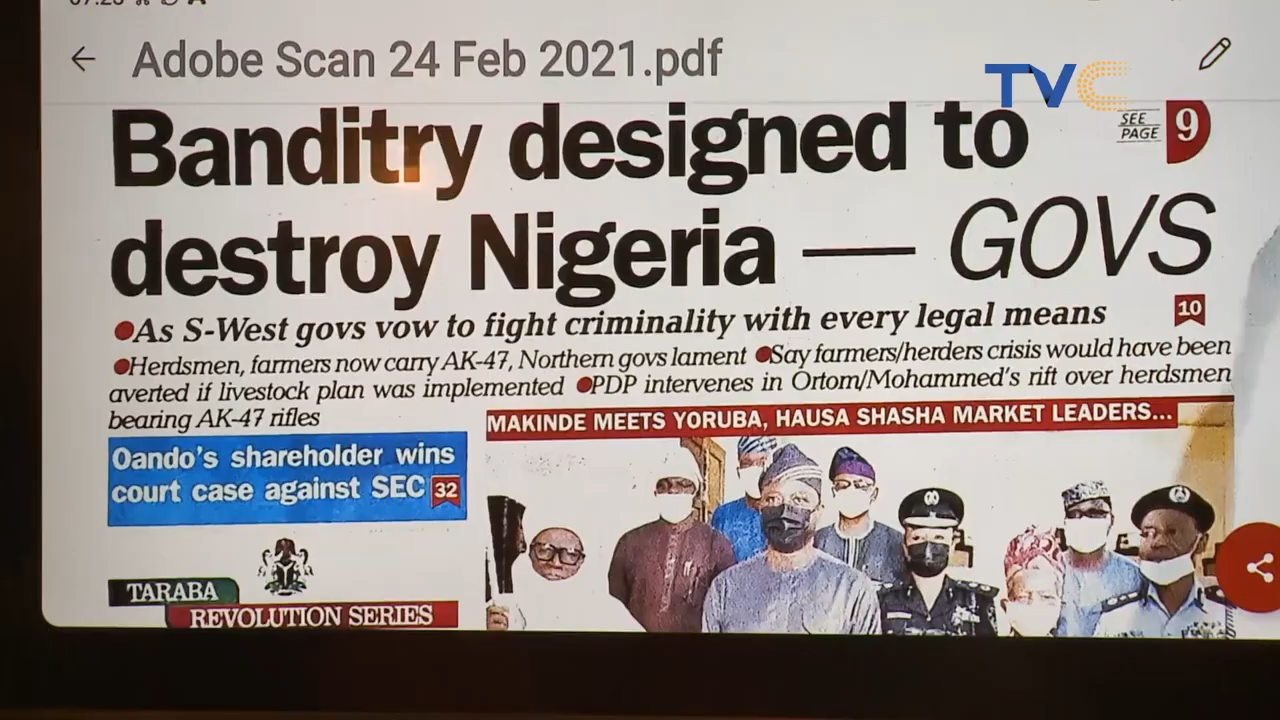 Adobe Scan 24 Feb 2021.pdf
TVC
Banditry designed to
SEE PAGE 9
destroy Nigeria — GOVS
●As S-West govs vow to fight criminality with every legal means 10
●Herdsmen, farmers now carry AK-47, Northern govs lament ●Say farmers/herders crisis would have been
averted if livestock plan was implemented ●PDP intervenes in Ortom/Mohammed's rift over herdsmen
bearing AK-47 rifles
MAKINDE MEETS YORUBA, HAUSA SHASHA MARKET LEADERS...
Oando's shareholder wins
court case against SEC 32
TARABA
REVOLUTION SERIES